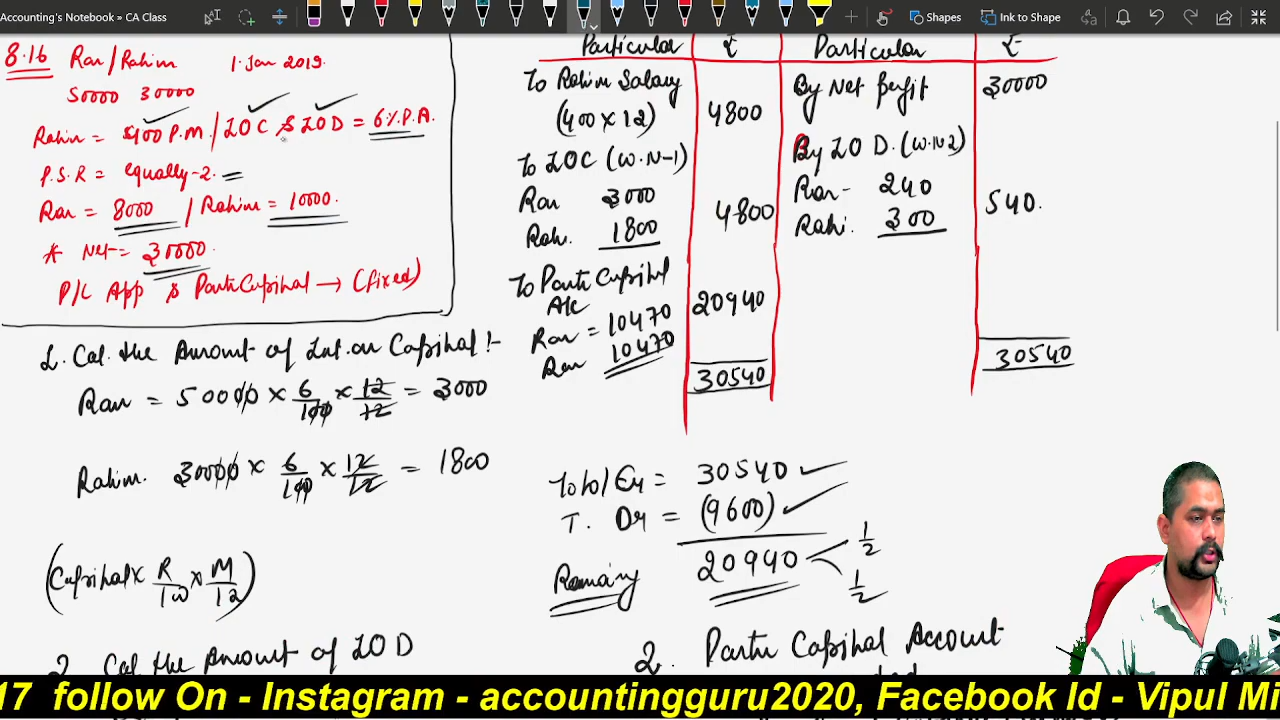 Accounting's Notebook » CA Class
Shapes
Ink to Share
8.16 Ram/Rahim 1 Jan 2019.
50000 30000
Rahim = 400 P.M. / IOC & IOD = 6% P.A.
P.S.R = equally-2.
Ram = 8000 / Rahim = 10000.
* Net = 30000.
P/L App & Partu Capital → (fixed)
Particular ₹ Particular ₹
To Rahim Salary
(400 x 12) 4800
By Net profit 30000
To IOC (W.N-1)
Ram 3000
Rahi. 1800 4800
By IOD. (W.N2)
Ram- 240
Rahi. 300 540.
To Partu Capital
A/c 20940
Ram = 10470
Ram 10470
30540 30540
1. Cal. the Amount of Int. on Capital!-
Ram = 50000 x 6/100 x 12/12 = 3000
Rahim. 30000 x 6/100 x 12/12 = 1800
(Capital x R/100 x M/12)
Total Cr = 30540
T. Dr = (9600)
Remaing 20940 1/2
1/2
2. Cal the Amount of IOD
2. Partu Capital Account
17 follow On - Instagram - accountingguru2020, Facebook Id - Vipul Mi